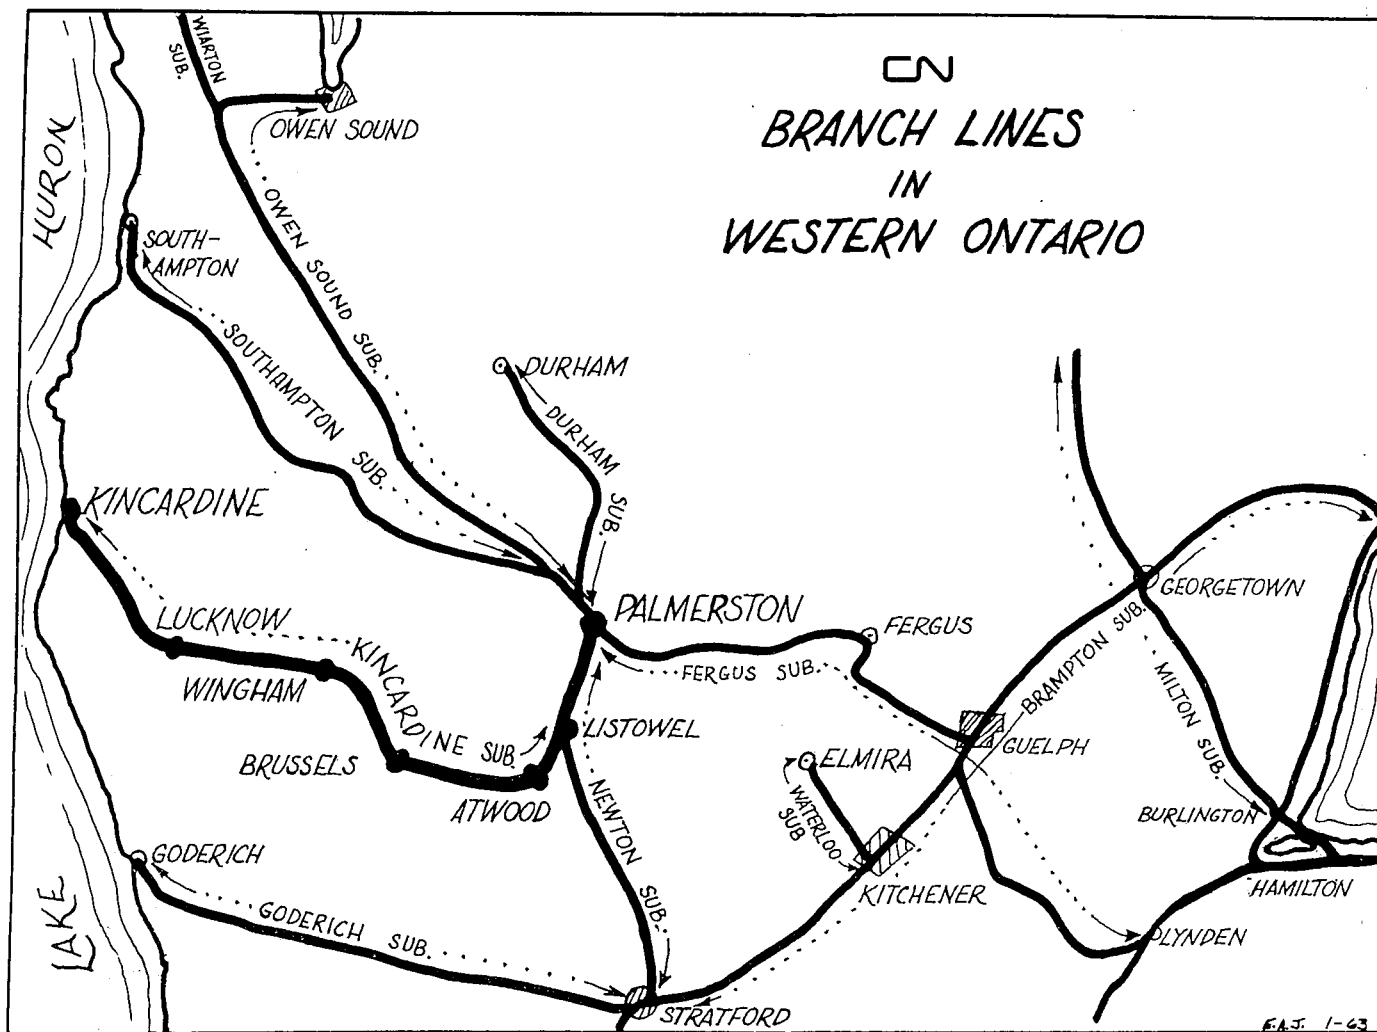 CN
BRANCH LINES
IN
WESTERN ONTARIO
WIARTON
SUB.
OWEN SOUND
HURON
OWEN SOUND SUB.
SOUTH-
AMPTON
SOUTHAMPTON SUB.
DURHAM
DURHAM SUB.
KINCARDINE
LUCKNOW
WINGHAM
KINCARDINE SUB.
BRUSSELS
ATWOOD
LISTOWEL
PALMERSTON
FERGUS
FERGUS SUB.
GEORGETOWN
BRAMPTON SUB.
MILTON SUB.
GUELPH
ELMIRA
WATERLOO
SUB
KITCHENER
BURLINGTON
HAMILTON
LYNDEN
NEWTON SUB.
GODERICH
GODERICH SUB.
STRATFORD
LAKE
F.A.J. 1-63